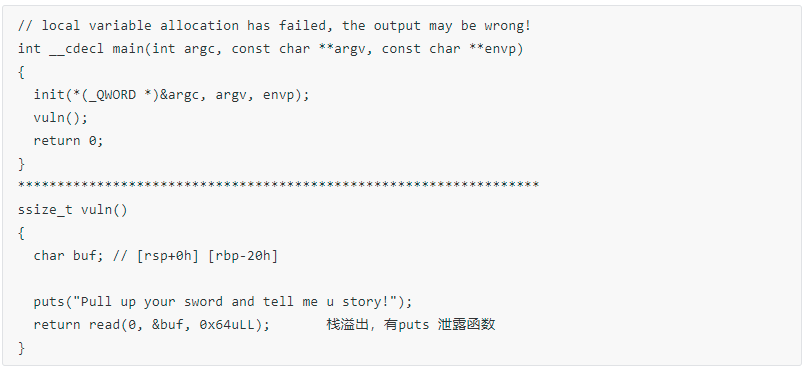 // local variable allocation has failed, the output may be wrong!
int __cdecl main(int argc, const char **argv, const char **envp)
{
  init(*(_QWORD *)&argc, argv, envp);
  vuln();
  return 0;
}
******************************************************************
ssize_t vuln()
{
  char buf; // [rsp+0h] [rbp-20h]

  puts("Pull up your sword and tell me u story!");
  return read(0, &buf, 0x64uLL);       栈溢出，有puts 泄露函数
}